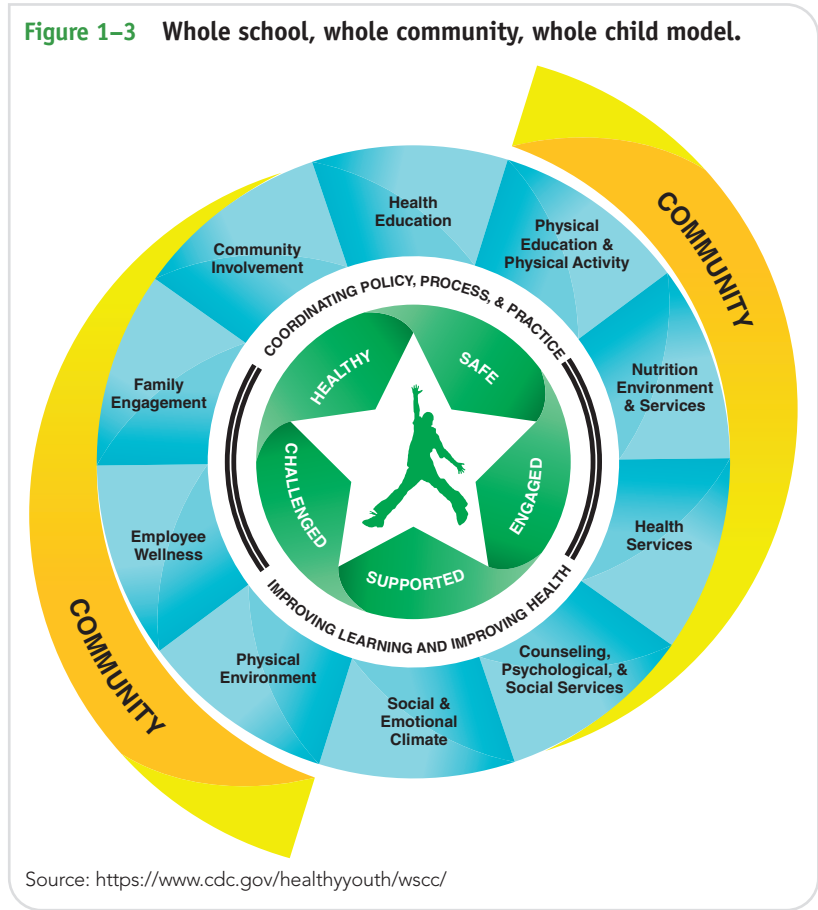 Figure 1–3 Whole school, whole community, whole child model.
COMMUNITY
Health
Education
Physical
Education &
Physical Activity
Nutrition
Environment
& Services
Health
Services
Counseling,
Psychological, &
Social Services
Social &
Emotional
Climate
Physical
Environment
Employee
Wellness
Family
Engagement
Community
Involvement
COORDINATING POLICY, PROCESS, & PRACTICE
IMPROVING LEARNING AND IMPROVING HEALTH
HEALTHY
SAFE
ENGAGED
SUPPORTED
CHALLENGED
COMMUNITY
Source: https://www.cdc.gov/healthyyouth/wscc/